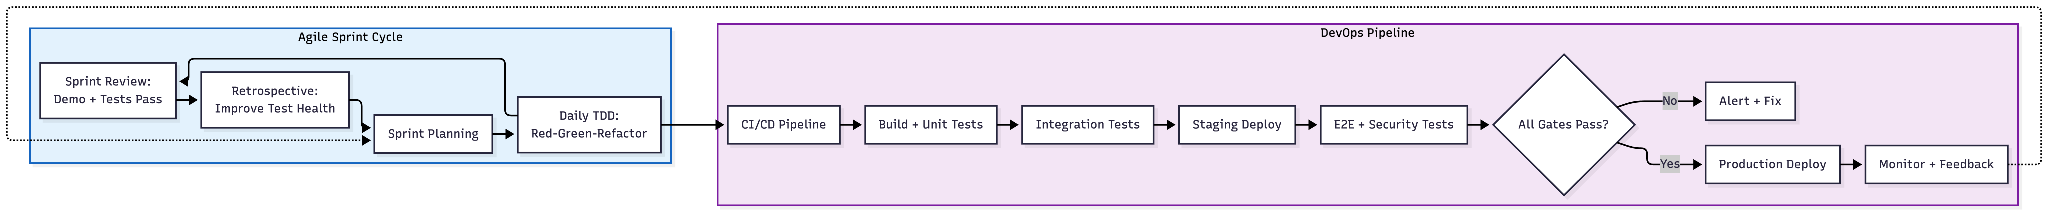 Agile Sprint Cycle
Sprint Review:
Demo + Tests Pass
Retrospective:
Improve Test Health
Sprint Planning
Daily TDD:
Red-Green-Refactor
DevOps Pipeline
CI/CD Pipeline
Build + Unit Tests
Integration Tests
Staging Deploy
E2E + Security Tests
All Gates Pass?
No
Alert + Fix
Yes
Production Deploy
Monitor + Feedback